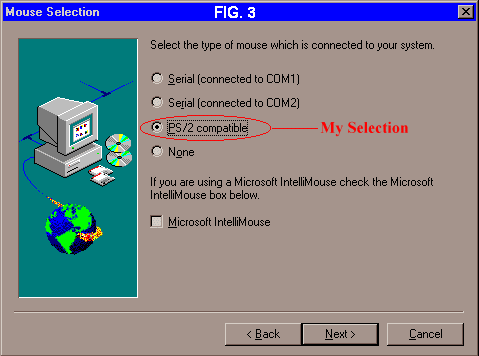 Mouse Selection
FIG. 3
Select the type of mouse which is connected to your system.
Serial (connected to COM1)
Serial (connected to COM2)
PS/2 compatible
My Selection
None
If you are using a Microsoft IntelliMouse check the Microsoft
IntelliMouse box below.
Microsoft IntelliMouse
< Back
Next >
Cancel